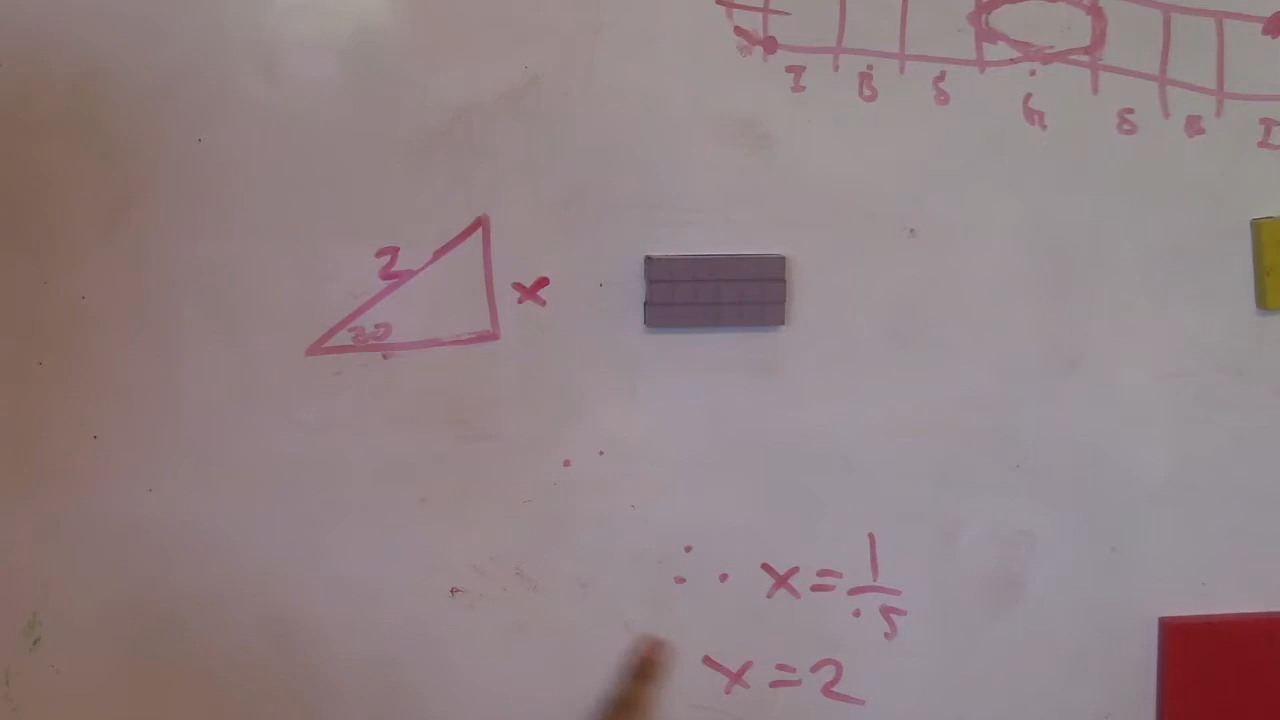 I B S
S B I
2
30
x
∴ x = 1/.5
x = 2